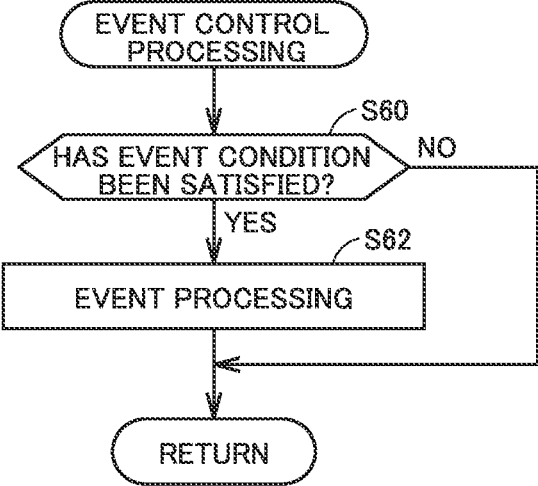 EVENT CONTROL
PROCESSING
S60
HAS EVENT CONDITION
BEEN SATISFIED?
NO
YES
S62
EVENT PROCESSING
RETURN